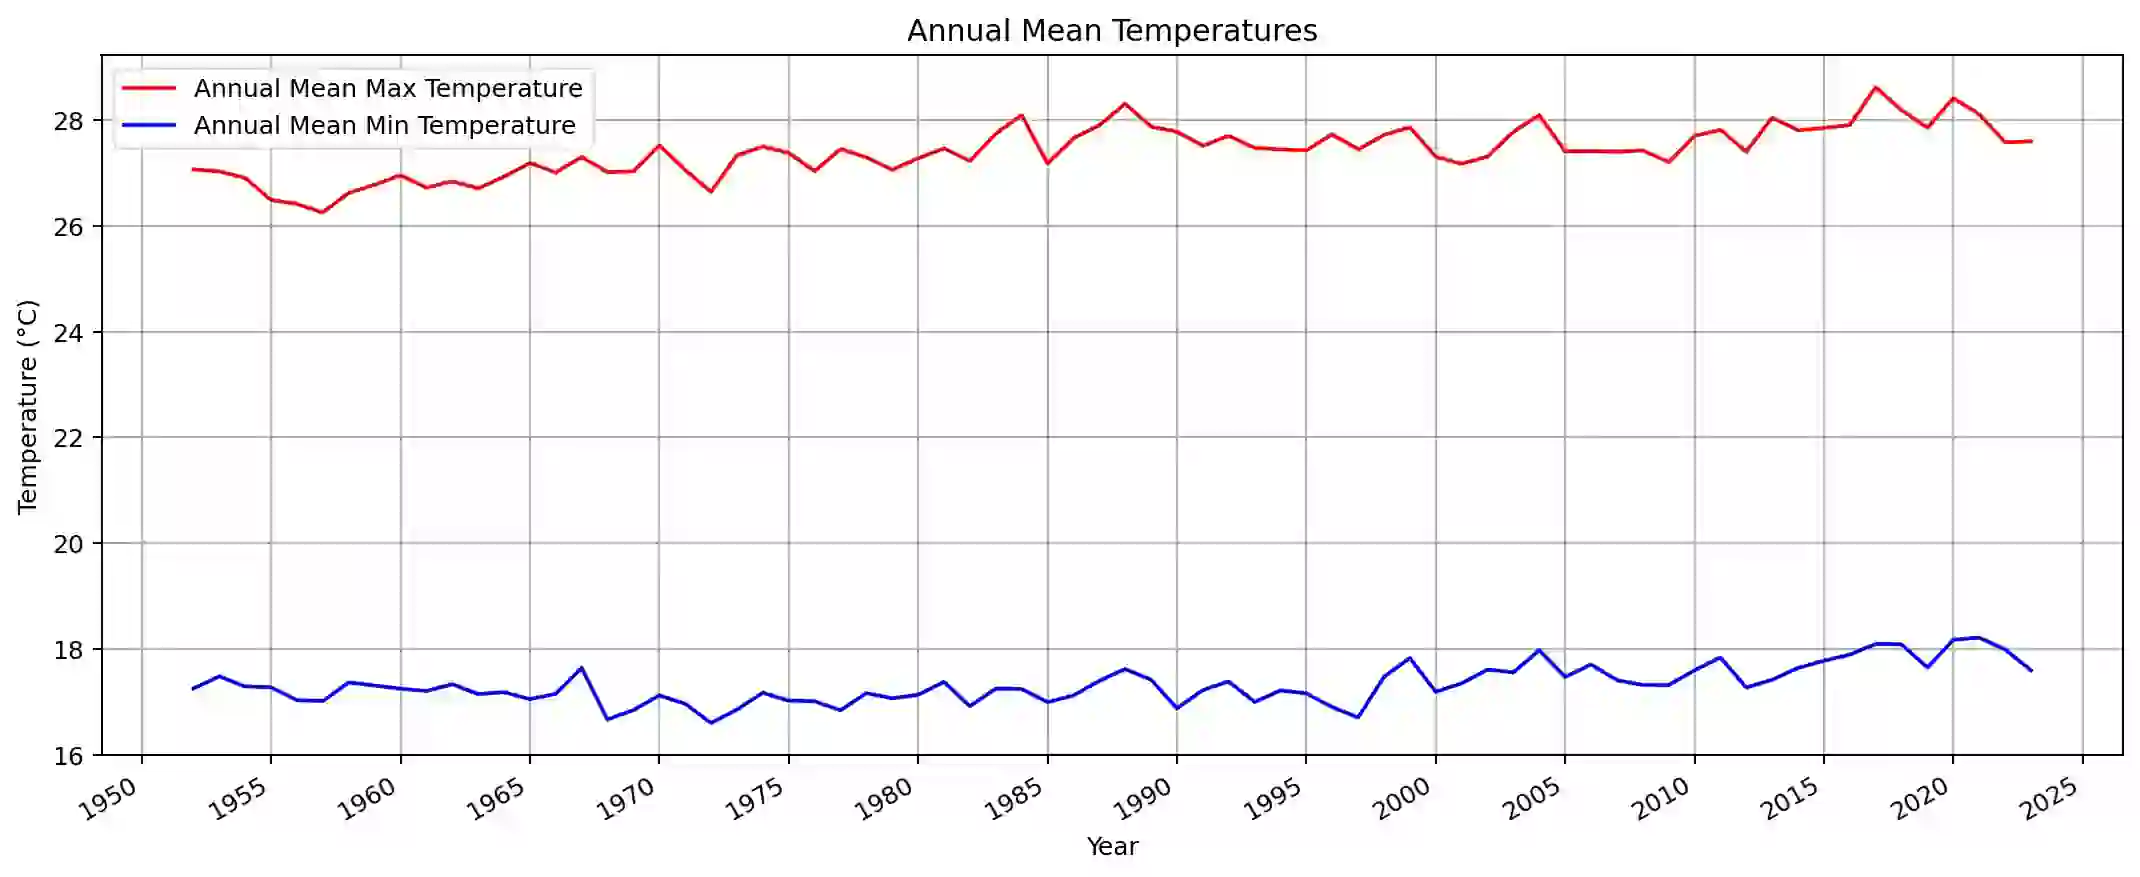 Annual Mean Temperatures
Annual Mean Max Temperature
Annual Mean Min Temperature
Temperature (°C)
28
26
24
22
20
18
16
1950 1955 1960 1965 1970 1975 1980 1985 1990 1995 2000 2005 2010 2015 2020 2025
Year